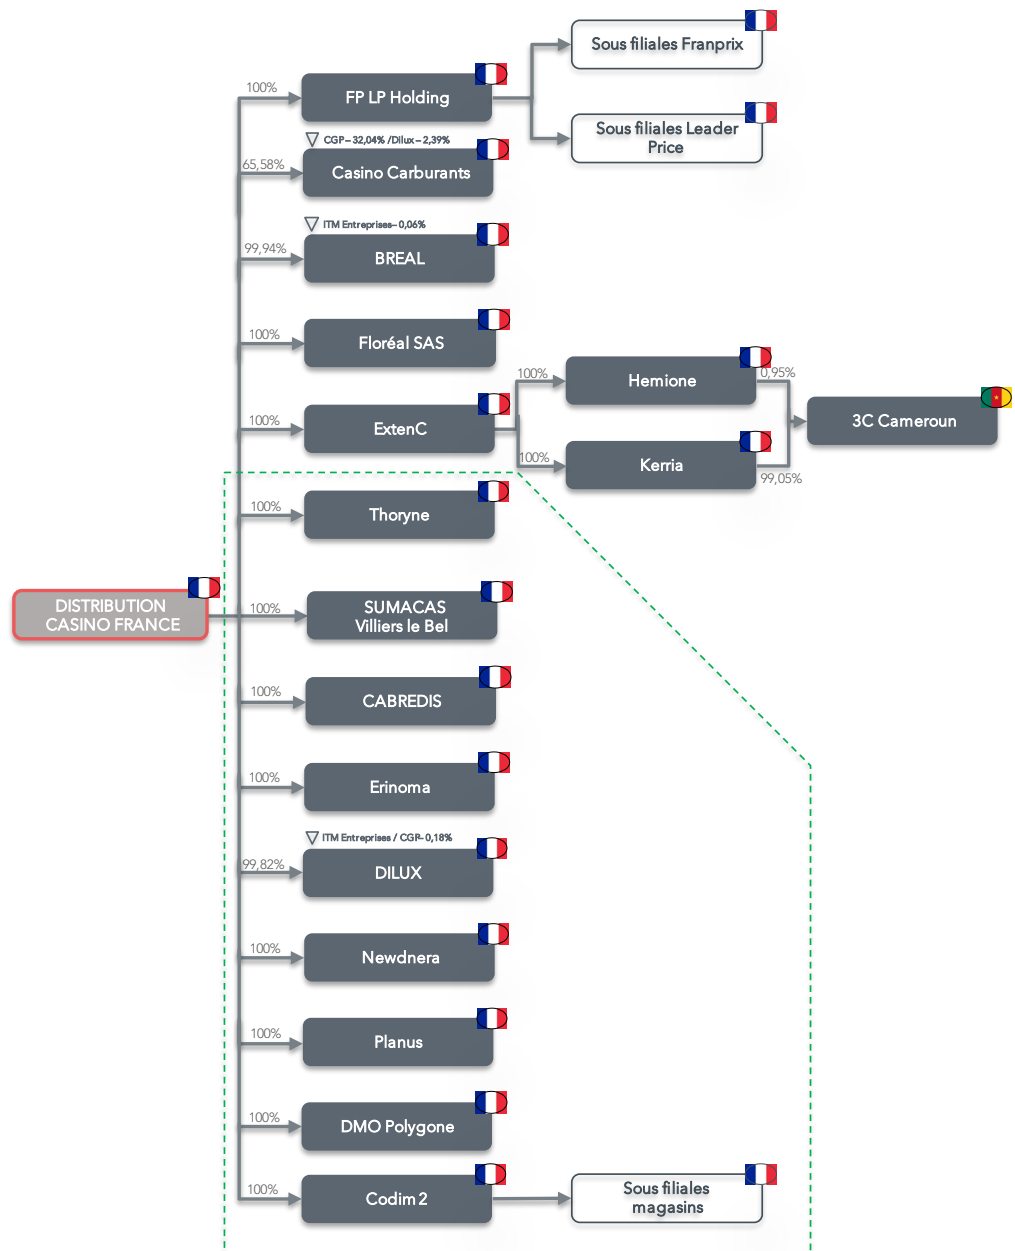 Sous filiales Franprix
100%
FP LP Holding
Sous filiales Leader
Price
CGP – 32,04% /Dilux – 2,39%
65,58%
Casino Carburants
ITM Entreprises– 0,06%
99,94%
BREAL
100%
Floréal SAS
100%
Hemione
0,95%
100%
ExtenC
3C Cameroun
100%
Kerria
99,05%
100%
Thoryne
DISTRIBUTION
CASINO FRANCE
100%
SUMACAS
Villiers le Bel
100%
CABREDIS
100%
Erinoma
ITM Entreprises / CGP– 0,18%
99,82%
DILUX
100%
Newdnera
100%
Planus
100%
DMO Polygone
100%
Codim 2
Sous filiales
magasins